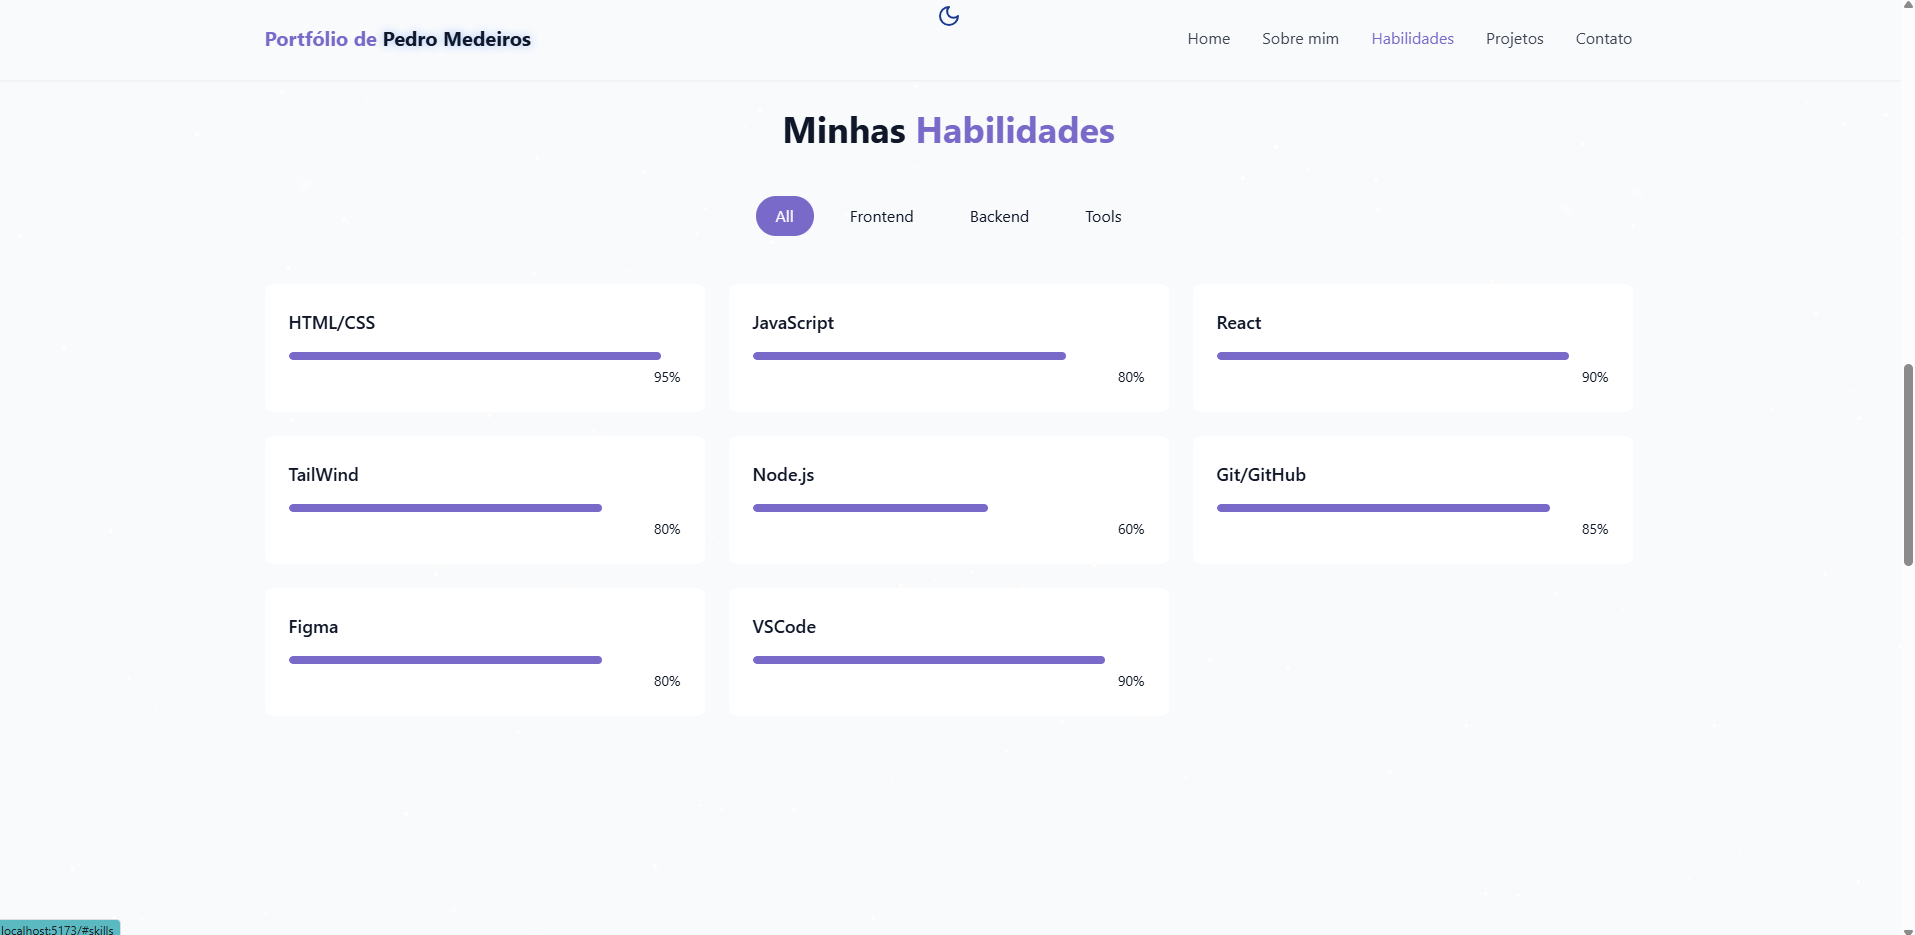 Portfólio de Pedro Medeiros
Home Sobre mim Habilidades Projetos Contato
Minhas Habilidades
All Frontend Backend Tools
HTML/CSS
95%
JavaScript
80%
React
90%
TailWind
80%
Node.js
60%
Git/GitHub
85%
Figma
80%
VSCode
90%
localhost:5173/#skills